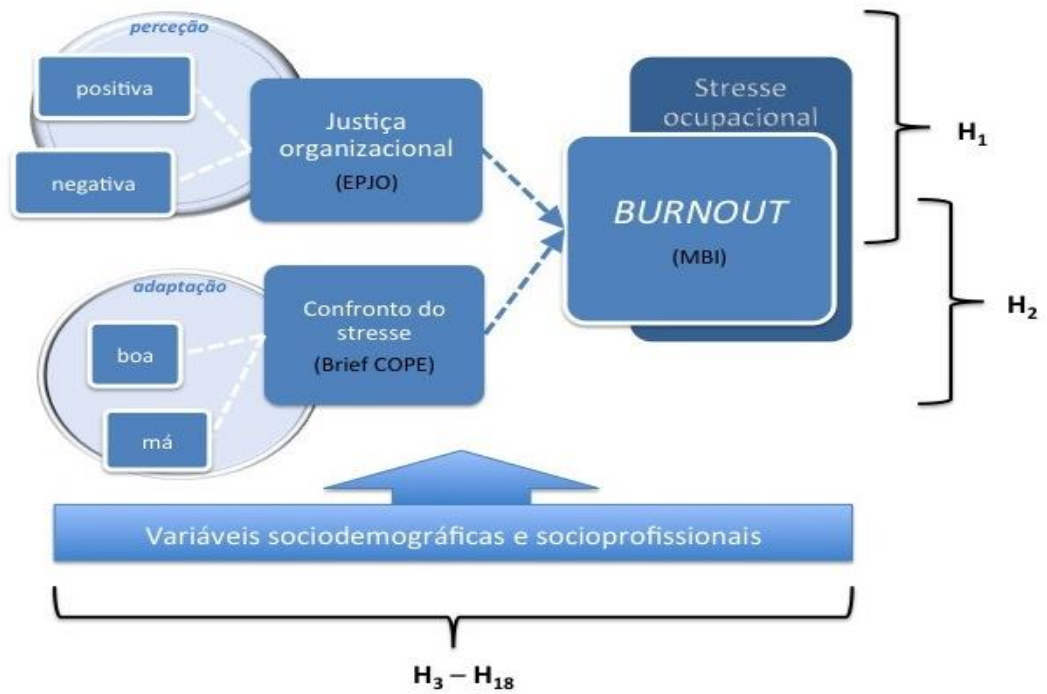 perceção
positiva
negativa
Justiça
organizacional
(EPJO)
Stresse
ocupacional
BURNOUT
(MBI)
H1
adaptação
boa
má
Confronto do
stresse
(Brief COPE)
H2
Variáveis sociodemográficas e socioprofissionais
H3 – H18